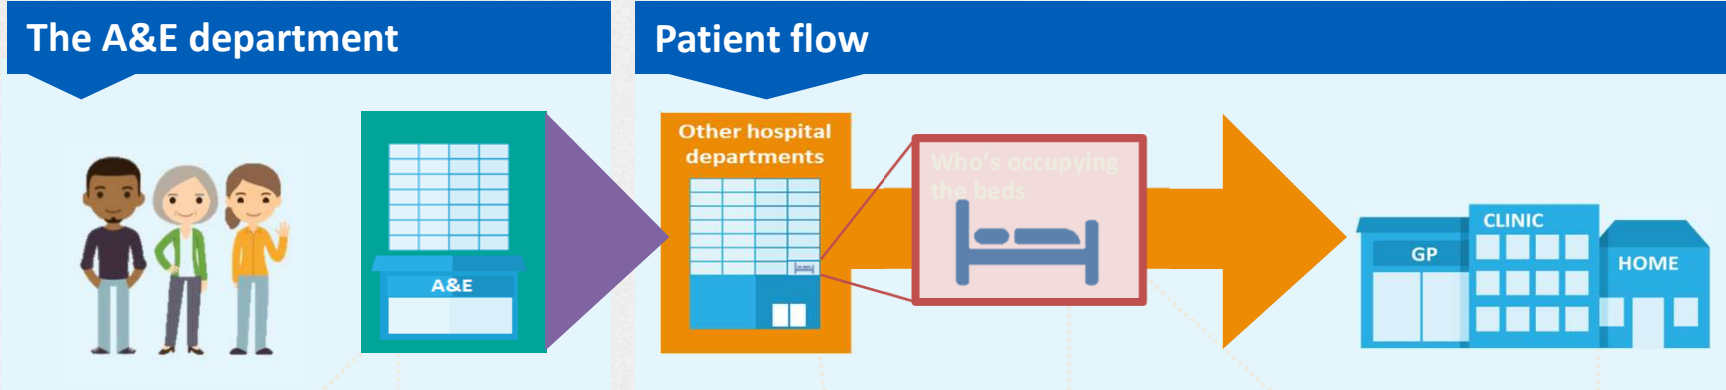 The A&E department
Patient flow
A&E
Other hospital
departments
Who's occupying
the beds
GP
CLINIC
HOME